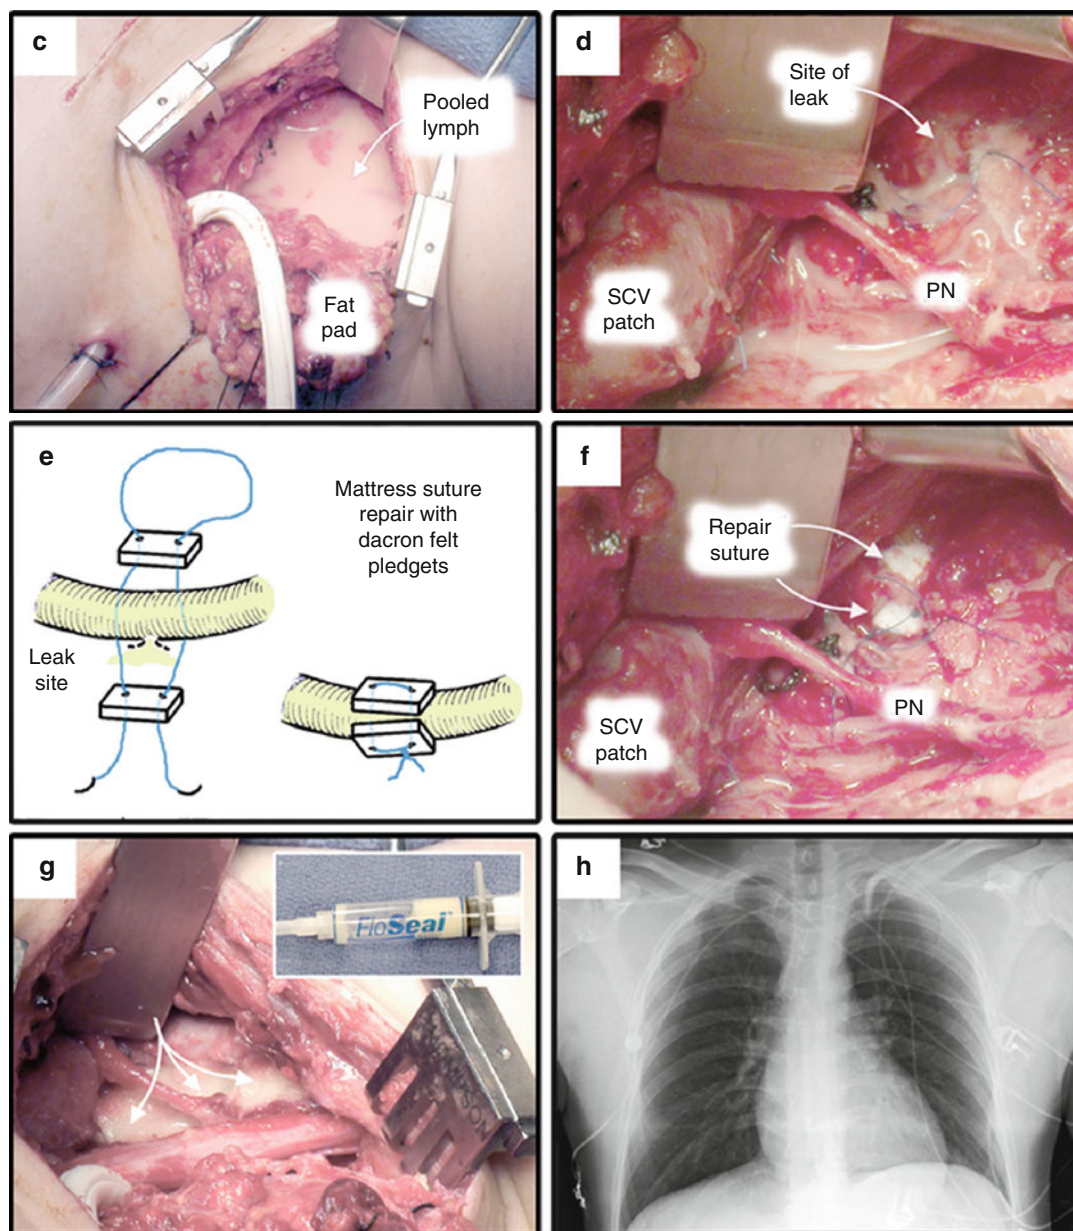 c
Pooled
lymph
Fat
pad
d
Site of
leak
SCV
patch
PN
e
Mattress suture
repair with
dacron felt
pledgets
Leak
site
f
Repair
suture
SCV
patch
PN
g
FloSeal
h